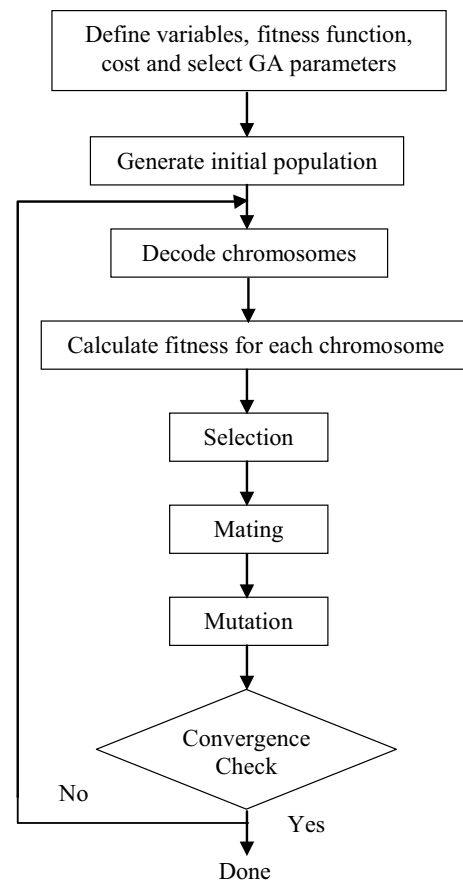 Define variables, fitness function,
cost and select GA parameters
Generate initial population
Decode chromosomes
Calculate fitness for each chromosome
Selection
Mating
Mutation
Convergence
Check
No
Yes
Done